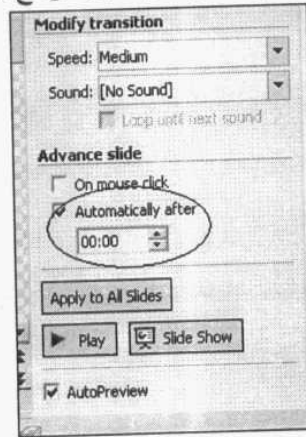 Modify transition
Speed: Medium
Sound: [No Sound]
Loop until next sound
Advance slide
On mouse click
Automatically after
00:00
Apply to All Slides
Play Slide Show
AutoPreview